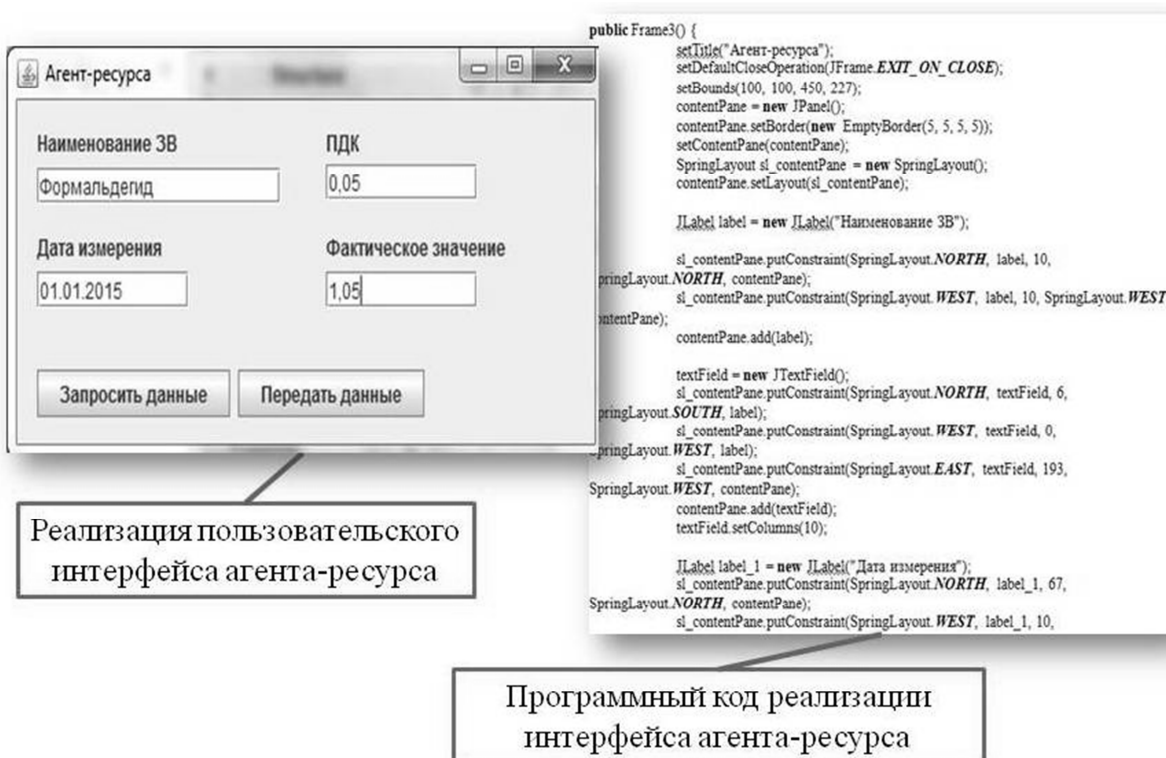 Агент-ресурса
Наименование ЗВ
ПДК
Формальдегид
0,05
Дата измерения
Фактическое значение
01.01.2015
1,05
Запросить данные
Передать данные
Реализация пользовательского
интерфейса агента-ресурса
public Frame3() {
setTitle("Агент-ресурса");
setDefaultCloseOperation(JFrame.EXIT_ON_CLOSE);
setBounds(100, 100, 450, 227);
contentPane = new JPanel();
contentPane.setBorder(new EmptyBorder(5, 5, 5, 5));
setContentPane(contentPane);
SpringLayout sl_contentPane = new SpringLayout();
contentPane.setLayout(sl_contentPane);
JLabel label = new JLabel("Наименование ЗВ");
sl_contentPane.putConstraint(SpringLayout.NORTH, label, 10,
pringLayout.NORTH, contentPane);
sl_contentPane.putConstraint(SpringLayout.WEST, label, 10, SpringLayout.WEST
ontentPane);
contentPane.add(label);
textField = new JTextField();
sl_contentPane.putConstraint(SpringLayout.NORTH, textField, 6,
pringLayout.SOUTH, label);
sl_contentPane.putConstraint(SpringLayout.WEST, textField, 0,
SpringLayout.WEST, label);
sl_contentPane.putConstraint(SpringLayout.EAST, textField, 193,
SpringLayout.WEST, contentPane);
contentPane.add(textField);
textField.setColumns(10);
JLabel label_1 = new JLabel("Дата измерения");
sl_contentPane.putConstraint(SpringLayout.NORTH, label_1, 67,
SpringLayout.NORTH, contentPane);
sl_contentPane.putConstraint(SpringLayout.WEST, label_1, 10,
Программный код реализации
интерфейса агента-ресурса